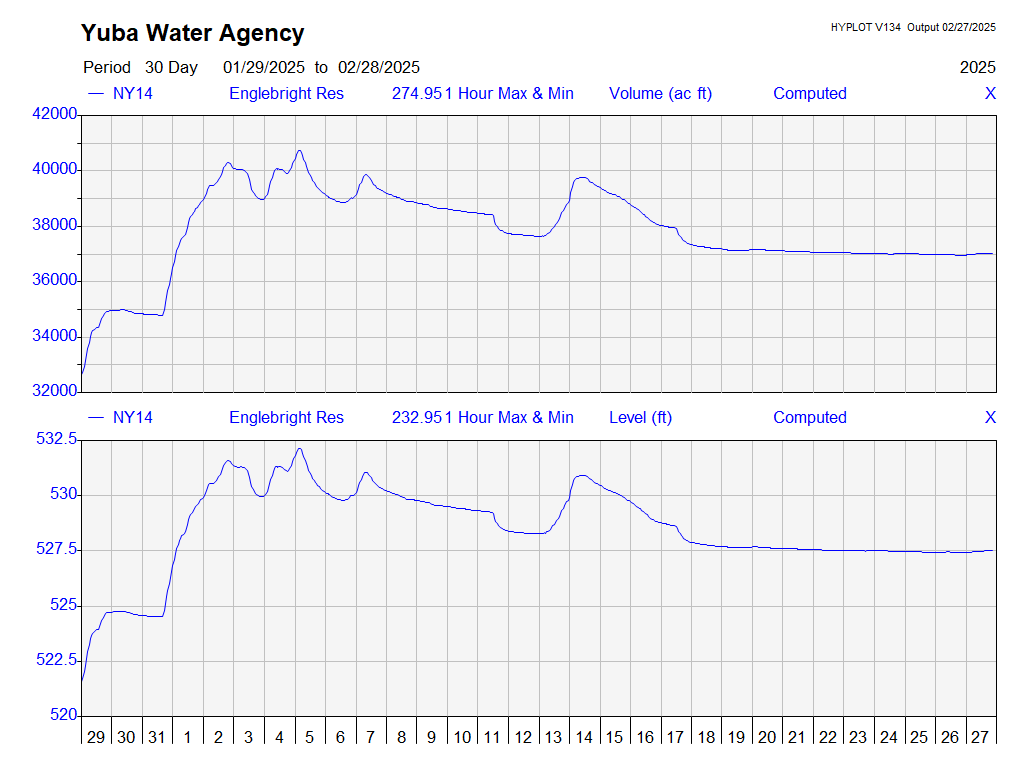 Yuba Water Agency
HYPLOT V134 Output 02/27/2025
Period 30 Day 01/29/2025 to 02/28/2025 2025
NY14 Englebright Res 274.951 Hour Max & Min Volume (ac ft) Computed X
42000
40000
38000
36000
34000
32000
NY14 Englebright Res 232.951 Hour Max & Min Level (ft) Computed X
532.5
530
527.5
525
522.5
520
29 30 31 1 2 3 4 5 6 7 8 9 10 11 12 13 14 15 16 17 18 19 20 21 22 23 24 25 26 27